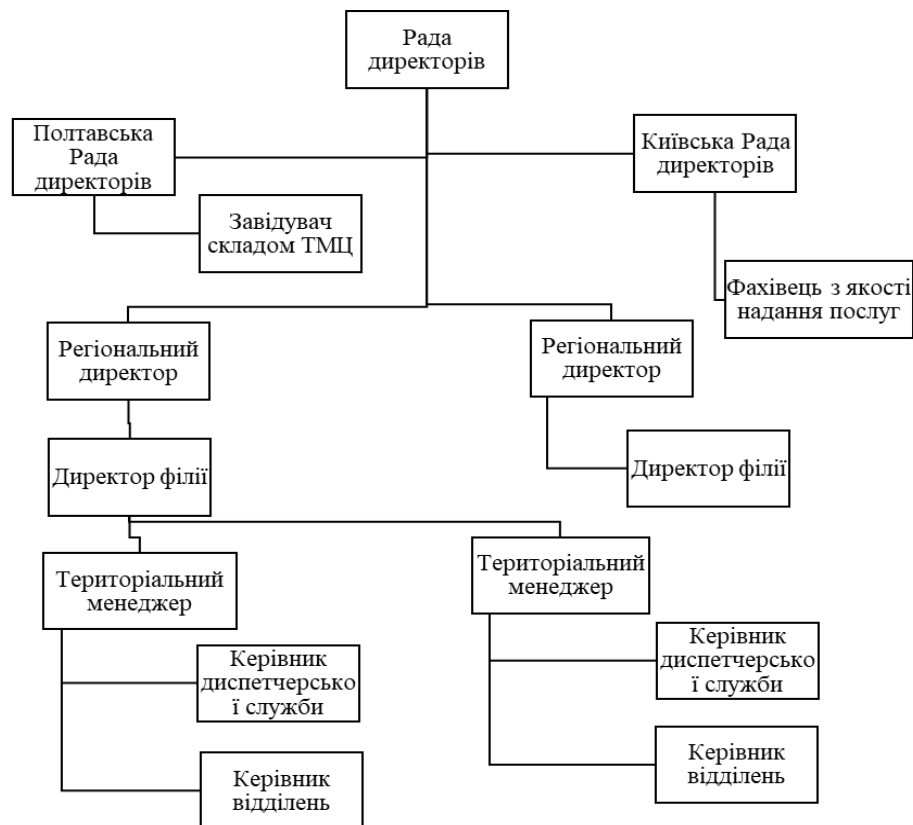 Рада
директорів
Полтавська
Рада
директорів
Київська Рада
директорів
Завідувач
складом ТМЦ
Фахівець з якості
надання послуг
Регіональний
директор
Регіональний
директор
Директор філії
Директор філії
Територіальний
менеджер
Територіальний
менеджер
Керівник
диспетчерсько
ї служби
Керівник
диспетчерсько
ї служби
Керівник
відділень
Керівник
відділень